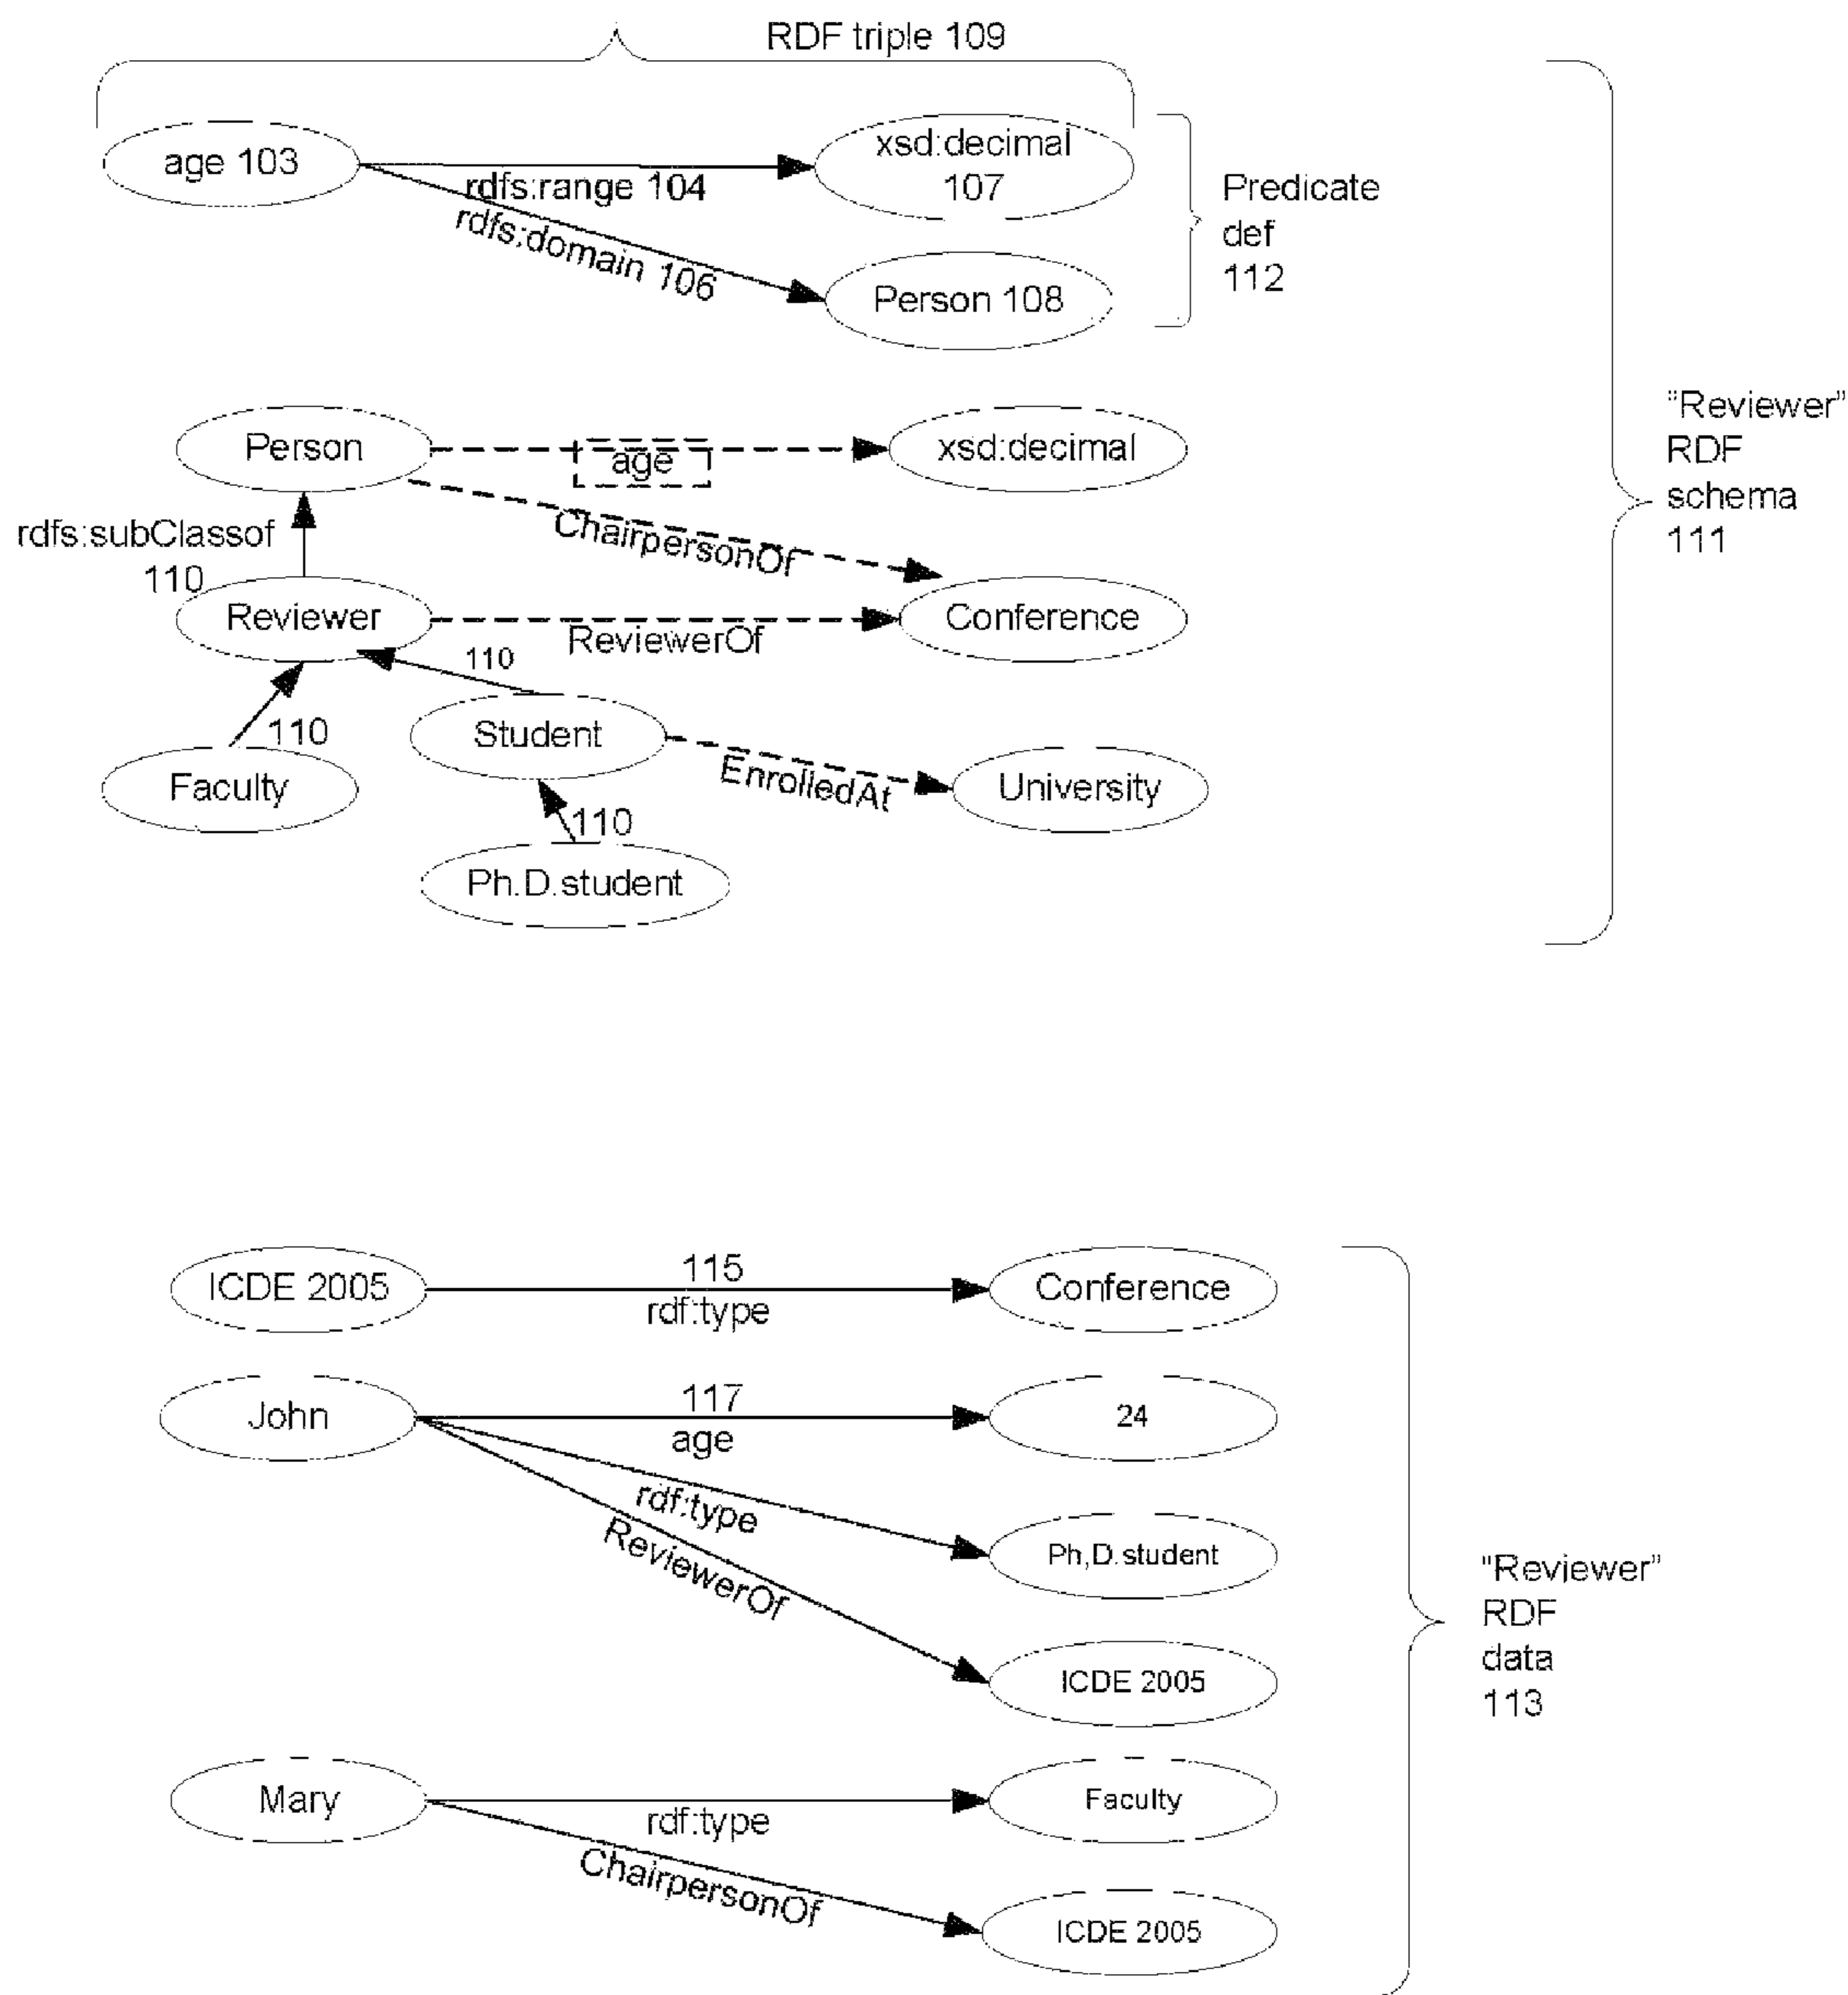 RDF triple 109
age 103
rdfs:range 104
rdfs:domain 106
xsd:decimal
107
Person 108
Predicate
def
112
"Reviewer"
RDF
schema
111
Person
age
xsd:decimal
ChairpersonOf
rdfs:subClassof
110
Reviewer
ReviewerOf
Conference
110
110
Student
Faculty
EnrolledAt
University
110
Ph.D.student
ICDE 2005
115
rdf:type
Conference
John
117
age
24
rdf:type
Ph,D.student
ReviewerOf
ICDE 2005
"Reviewer"
RDF
data
113
Mary
rdf:type
Faculty
ChairpersonOf
ICDE 2005